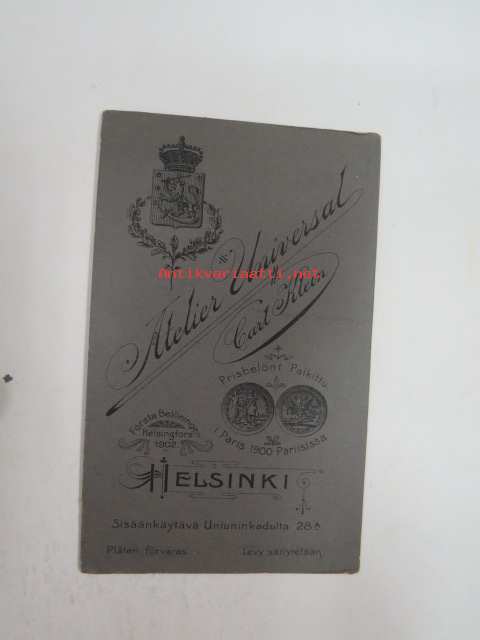 Atelier Universal
Carl Klein
Antikvariaatti.net
Prisbelönt Palkittu
i Paris 1900 Pariisissa
Första Belöningen
Helsingfors
1902.
HELSINKI
Sisäänkäytävä Unioninkadulta 28 A
Plåten förvaras
Levy säilytetään